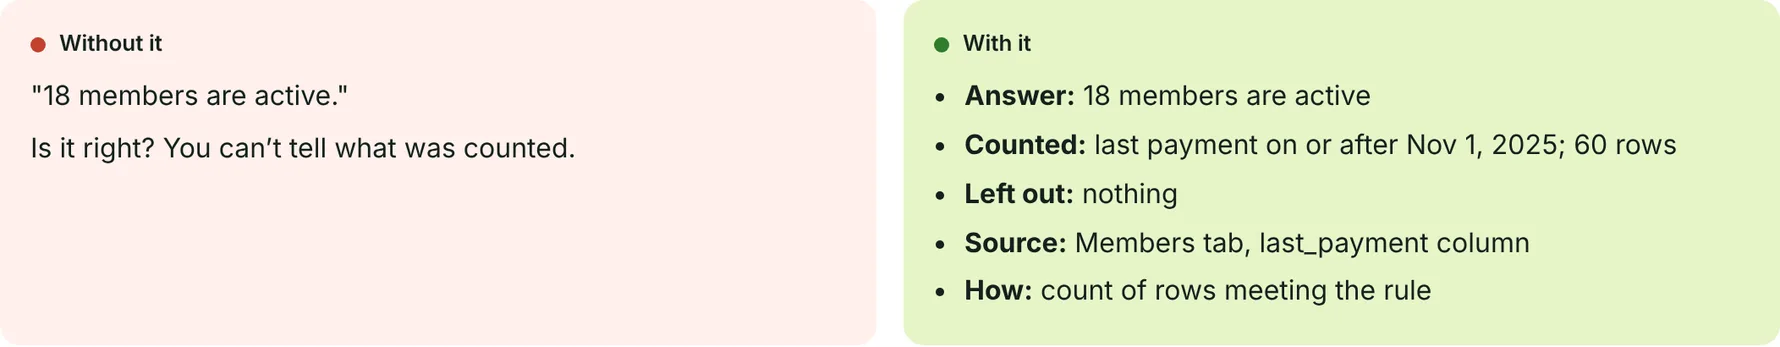 Without it
"18 members are active."
Is it right? You can’t tell what was counted.
With it
• Answer: 18 members are active
• Counted: last payment on or after Nov 1, 2025; 60 rows
• Left out: nothing
• Source: Members tab, last_payment column
• How: count of rows meeting the rule